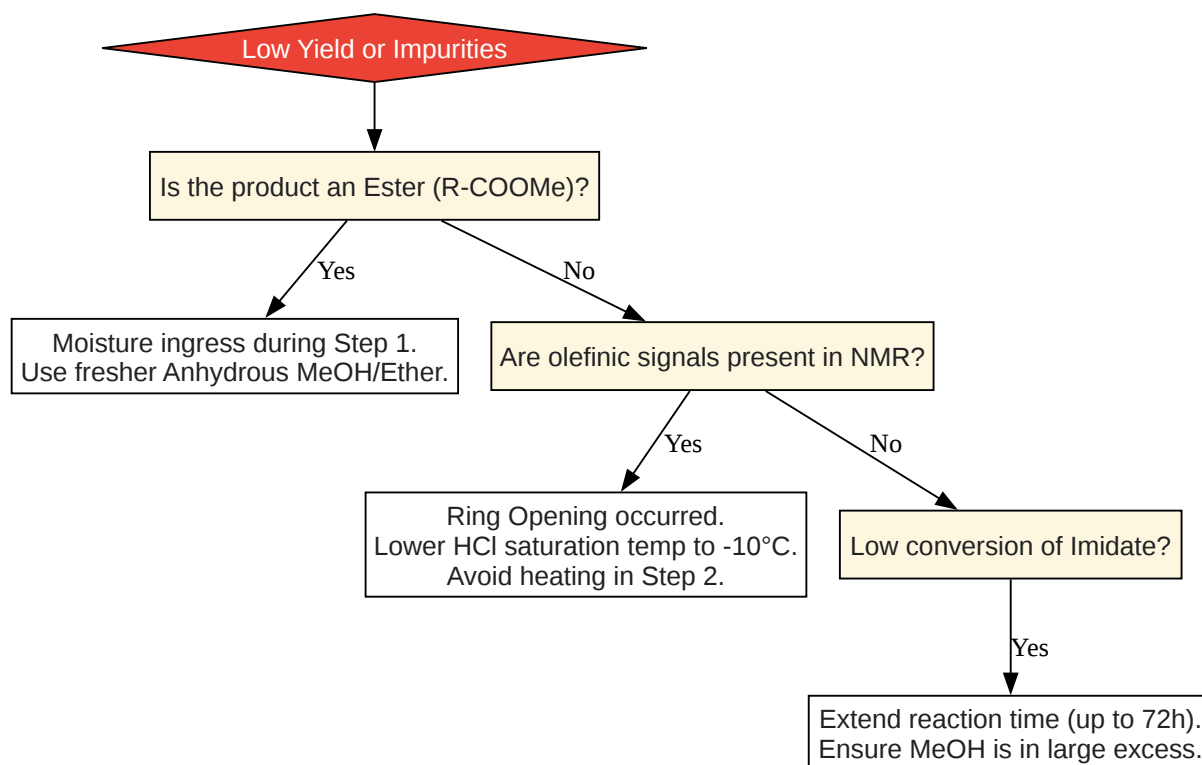 Low Yield or Impurities
Is the product an Ester (R-COOMe)?
Yes
No
Moisture ingress during Step 1.
Use fresher Anhydrous MeOH/Ether.
Are olefinic signals present in NMR?
Yes
No
Ring Opening occurred.
Lower HCl saturation temp to -10°C.
Avoid heating in Step 2.
Low conversion of Imidate?
Yes
Extend reaction time (up to 72h).
Ensure MeOH is in large excess.